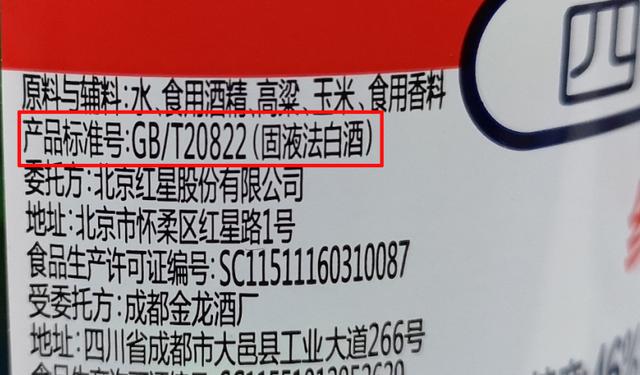 四
原料与辅料:水、食用酒精、高粱、玉米、食用香料
产品标准号:GB/T20822(固液法白酒)
委托方:北京红星股份有限公司
地址:北京市怀柔区红星路1号
食品生产许可证编号:SC11511160310087
受委托方:成都金龙酒厂
地址:四川省成都市大邑县工业大道266号
46%